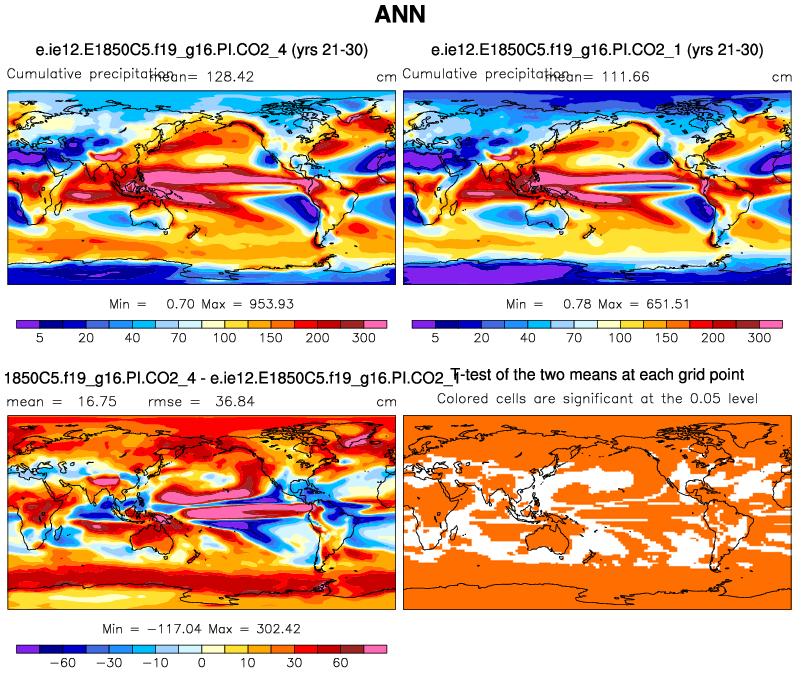 ANN
e.ie12.E1850C5.f19_g16.PI.CO2_4 (yrs 21-30)
Cumulative precipitation mean= 128.42 cm
Min = 0.70 Max = 953.93
5 20 40 70 100 150 200 300
e.ie12.E1850C5.f19_g16.PI.CO2_1 (yrs 21-30)
Cumulative precipitation mean= 111.66 cm
Min = 0.78 Max = 651.51
5 20 40 70 100 150 200 300
1850C5.f19_g16.PI.CO2_4 - e.ie12.E1850C5.f19_g16.PI.CO2_1
mean = 16.75 rmse = 36.84 cm
Min = -117.04 Max = 302.42
-60 -30 -10 0 10 30 60
T-test of the two means at each grid point
Colored cells are significant at the 0.05 level